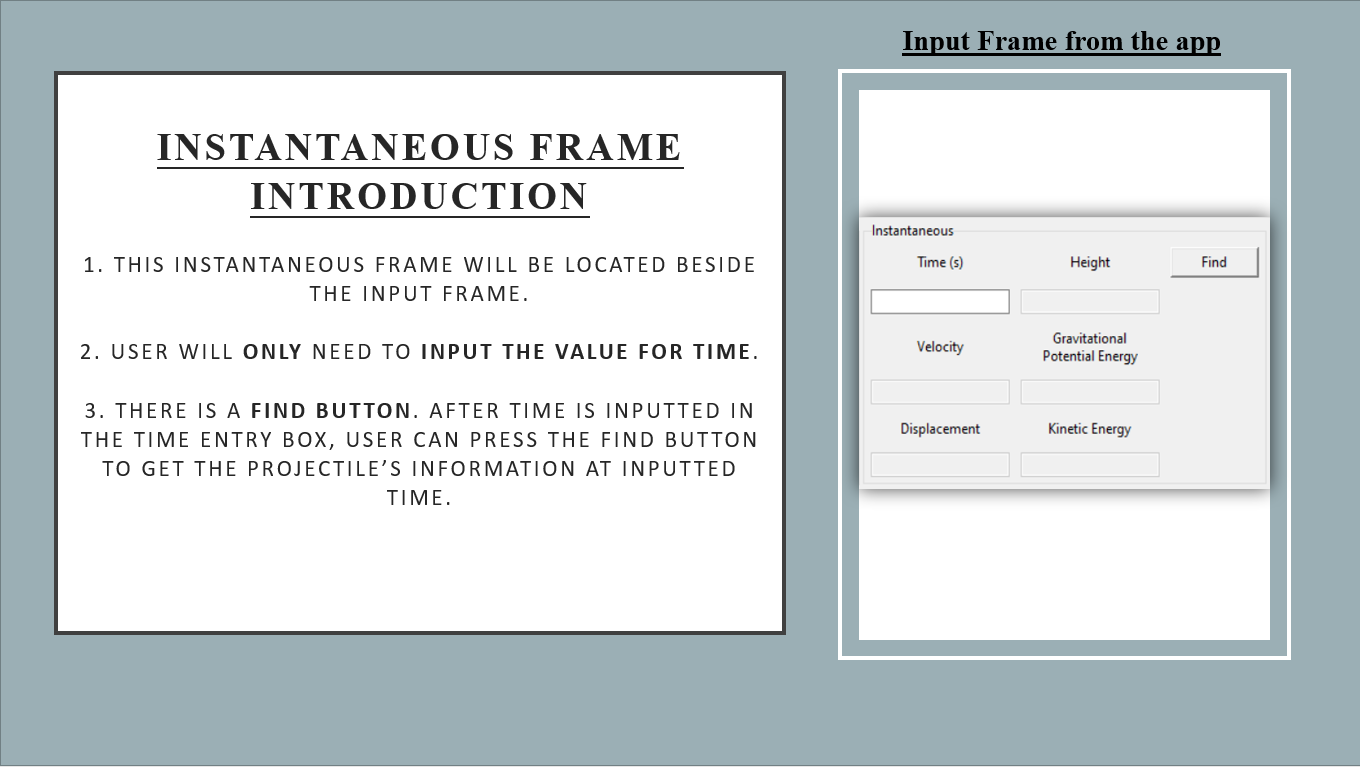 Input Frame from the app
INSTANTANEOUS FRAME
INTRODUCTION
1. THIS INSTANTANEOUS FRAME WILL BE LOCATED BESIDE
THE INPUT FRAME.
2. USER WILL ONLY NEED TO INPUT THE VALUE FOR TIME.
3. THERE IS A FIND BUTTON. AFTER TIME IS INPUTTED IN
THE TIME ENTRY BOX, USER CAN PRESS THE FIND BUTTON
TO GET THE PROJECTILE’S INFORMATION AT INPUTTED
TIME.
Instantaneous
Time (s)
Height
Find
Velocity
Gravitational
Potential Energy
Displacement
Kinetic Energy